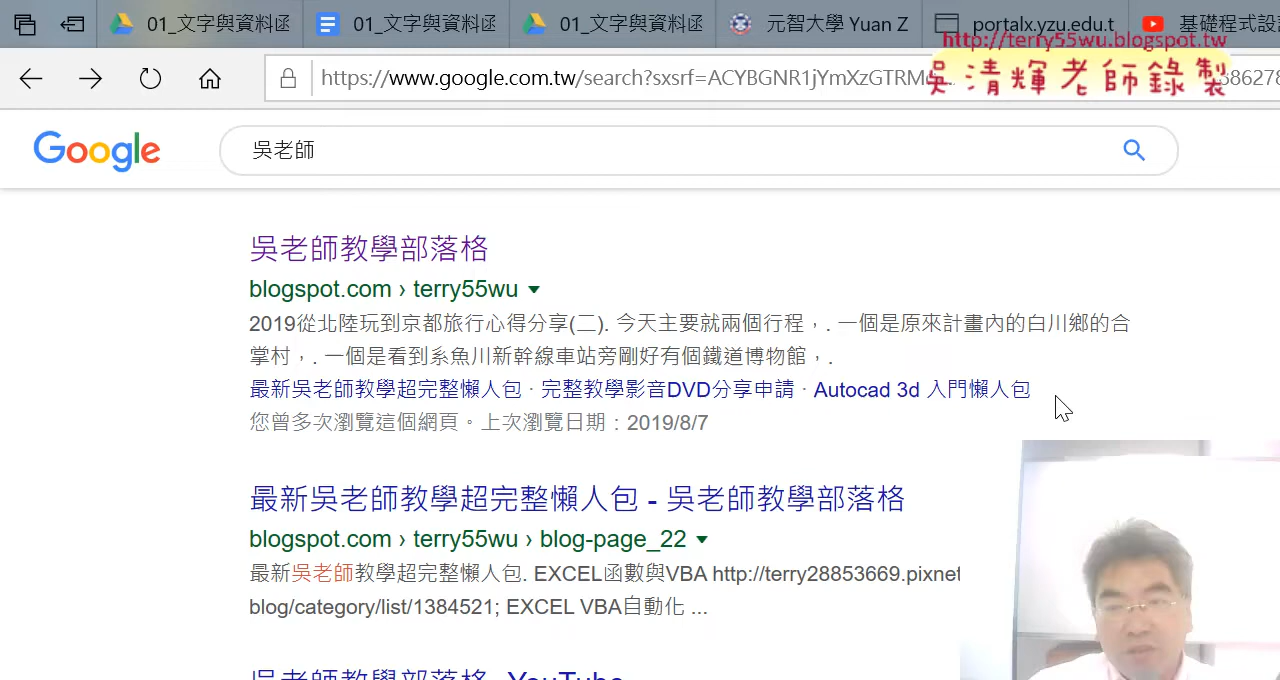 01_文字與資料函
01_文字與資料函
01_文字與資料函
元智大學 Yuan Z
portalx.yzu.edu.t
基礎程式設
http://terry55wu.blogspot.tw
吳清輝老師錄製
https://www.google.com.tw/search?sxsrf=ACYBGNR1jYmXzGTRM
Google
吳老師
吳老師教學部落格
blogspot.com › terry55wu
2019從北陸玩到京都旅行心得分享(二). 今天主要就兩個行程，. 一個是原來計畫內的白川鄉的合
掌村，. 一個是看到糸魚川新幹線車站旁剛好有個鐵道博物館，.
最新吳老師教學超完整懶人包 · 完整教學影音DVD分享申請 · Autocad 3d 入門懶人包
您曾多次瀏覽這個網頁。上次瀏覽日期：2019/8/7
最新吳老師教學超完整懶人包 - 吳老師教學部落格
blogspot.com › terry55wu › blog-page_22
最新吳老師教學超完整懶人包. EXCEL函數與VBA http://terry28853669.pixnet
blog/category/list/1384521; EXCEL VBA自動化 ...
吳老師教學部落格 - YouTube